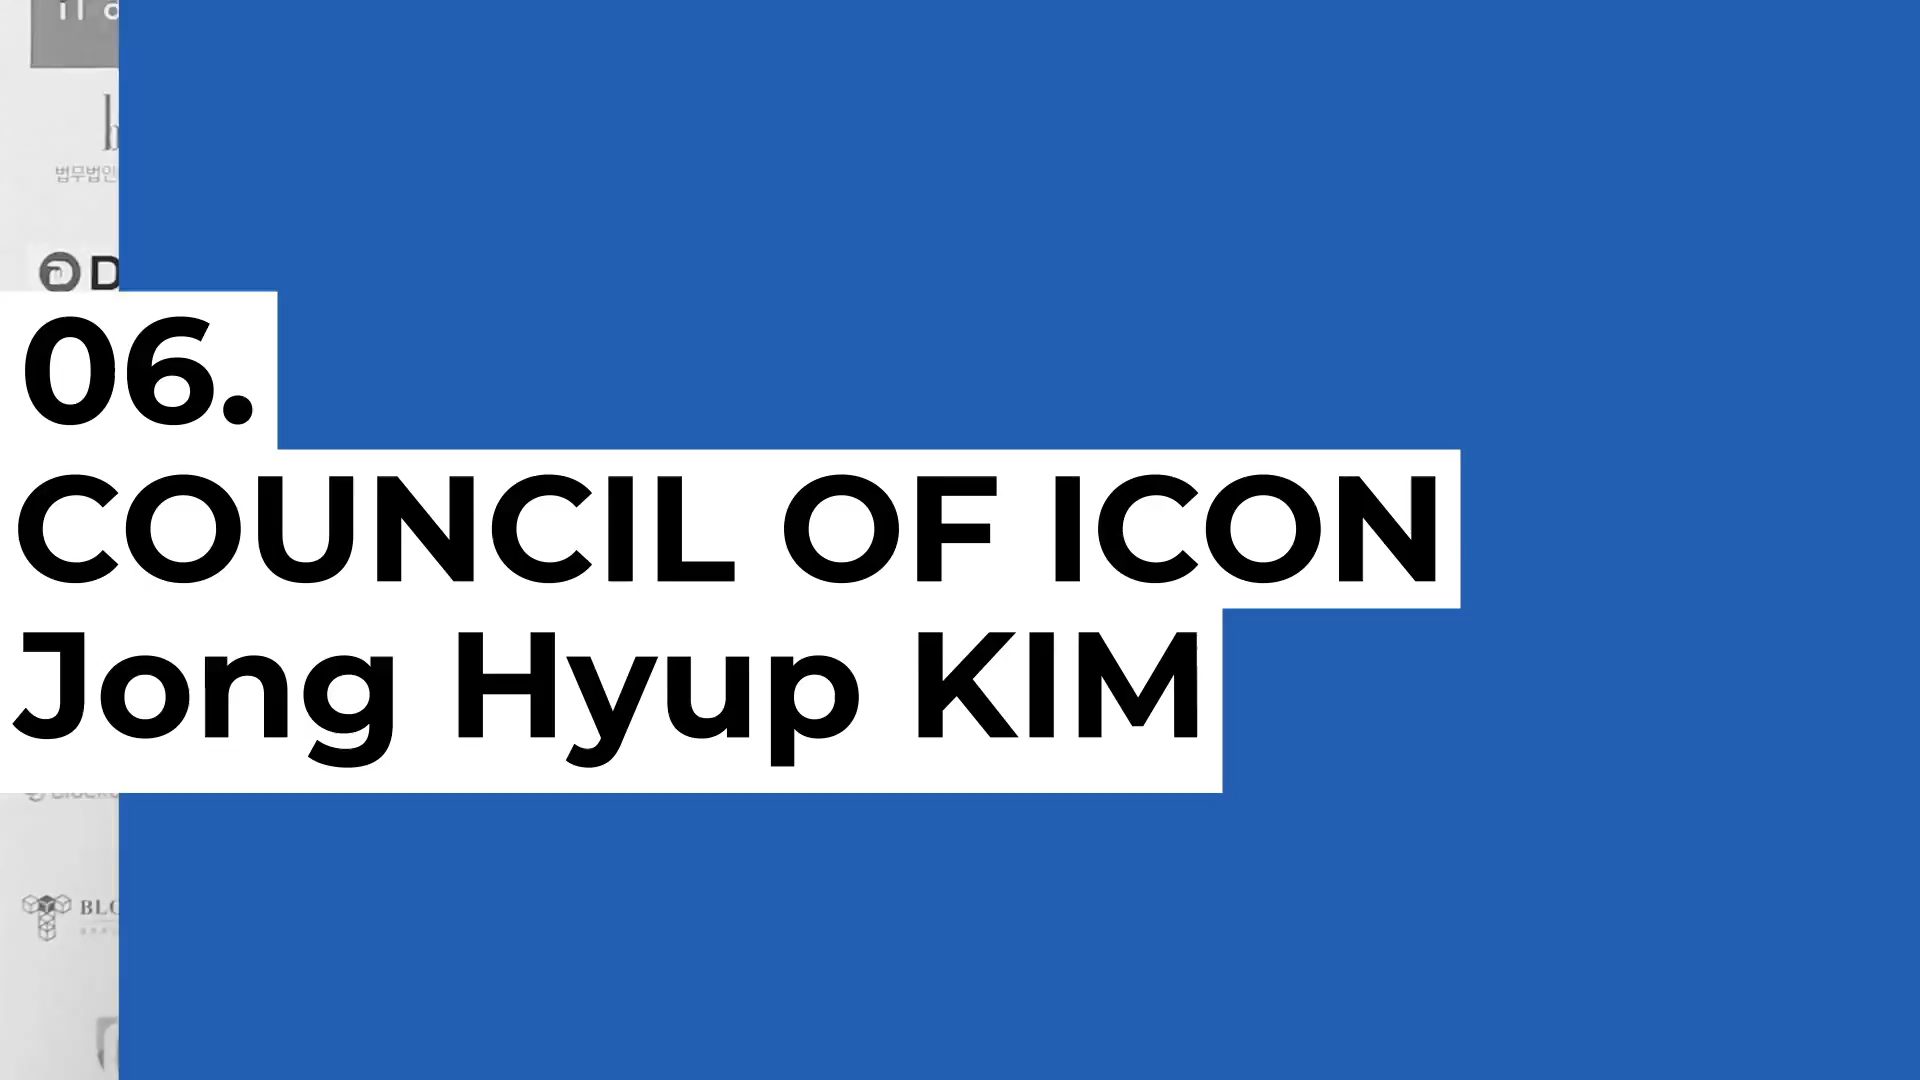 법무법인
06.
COUNCIL OF ICON
Jong Hyup KIM